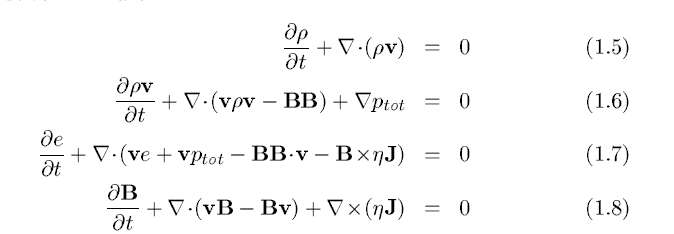 ∂ρ/∂t + ∇·(ρv) = 0 (1.5)
∂ρv/∂t + ∇·(vρv − BB) + ∇p_tot = 0 (1.6)
∂e/∂t + ∇·(ve + vp_tot − BB·v − B×ηJ) = 0 (1.7)
∂B/∂t + ∇·(vB − Bv) + ∇×(ηJ) = 0 (1.8)